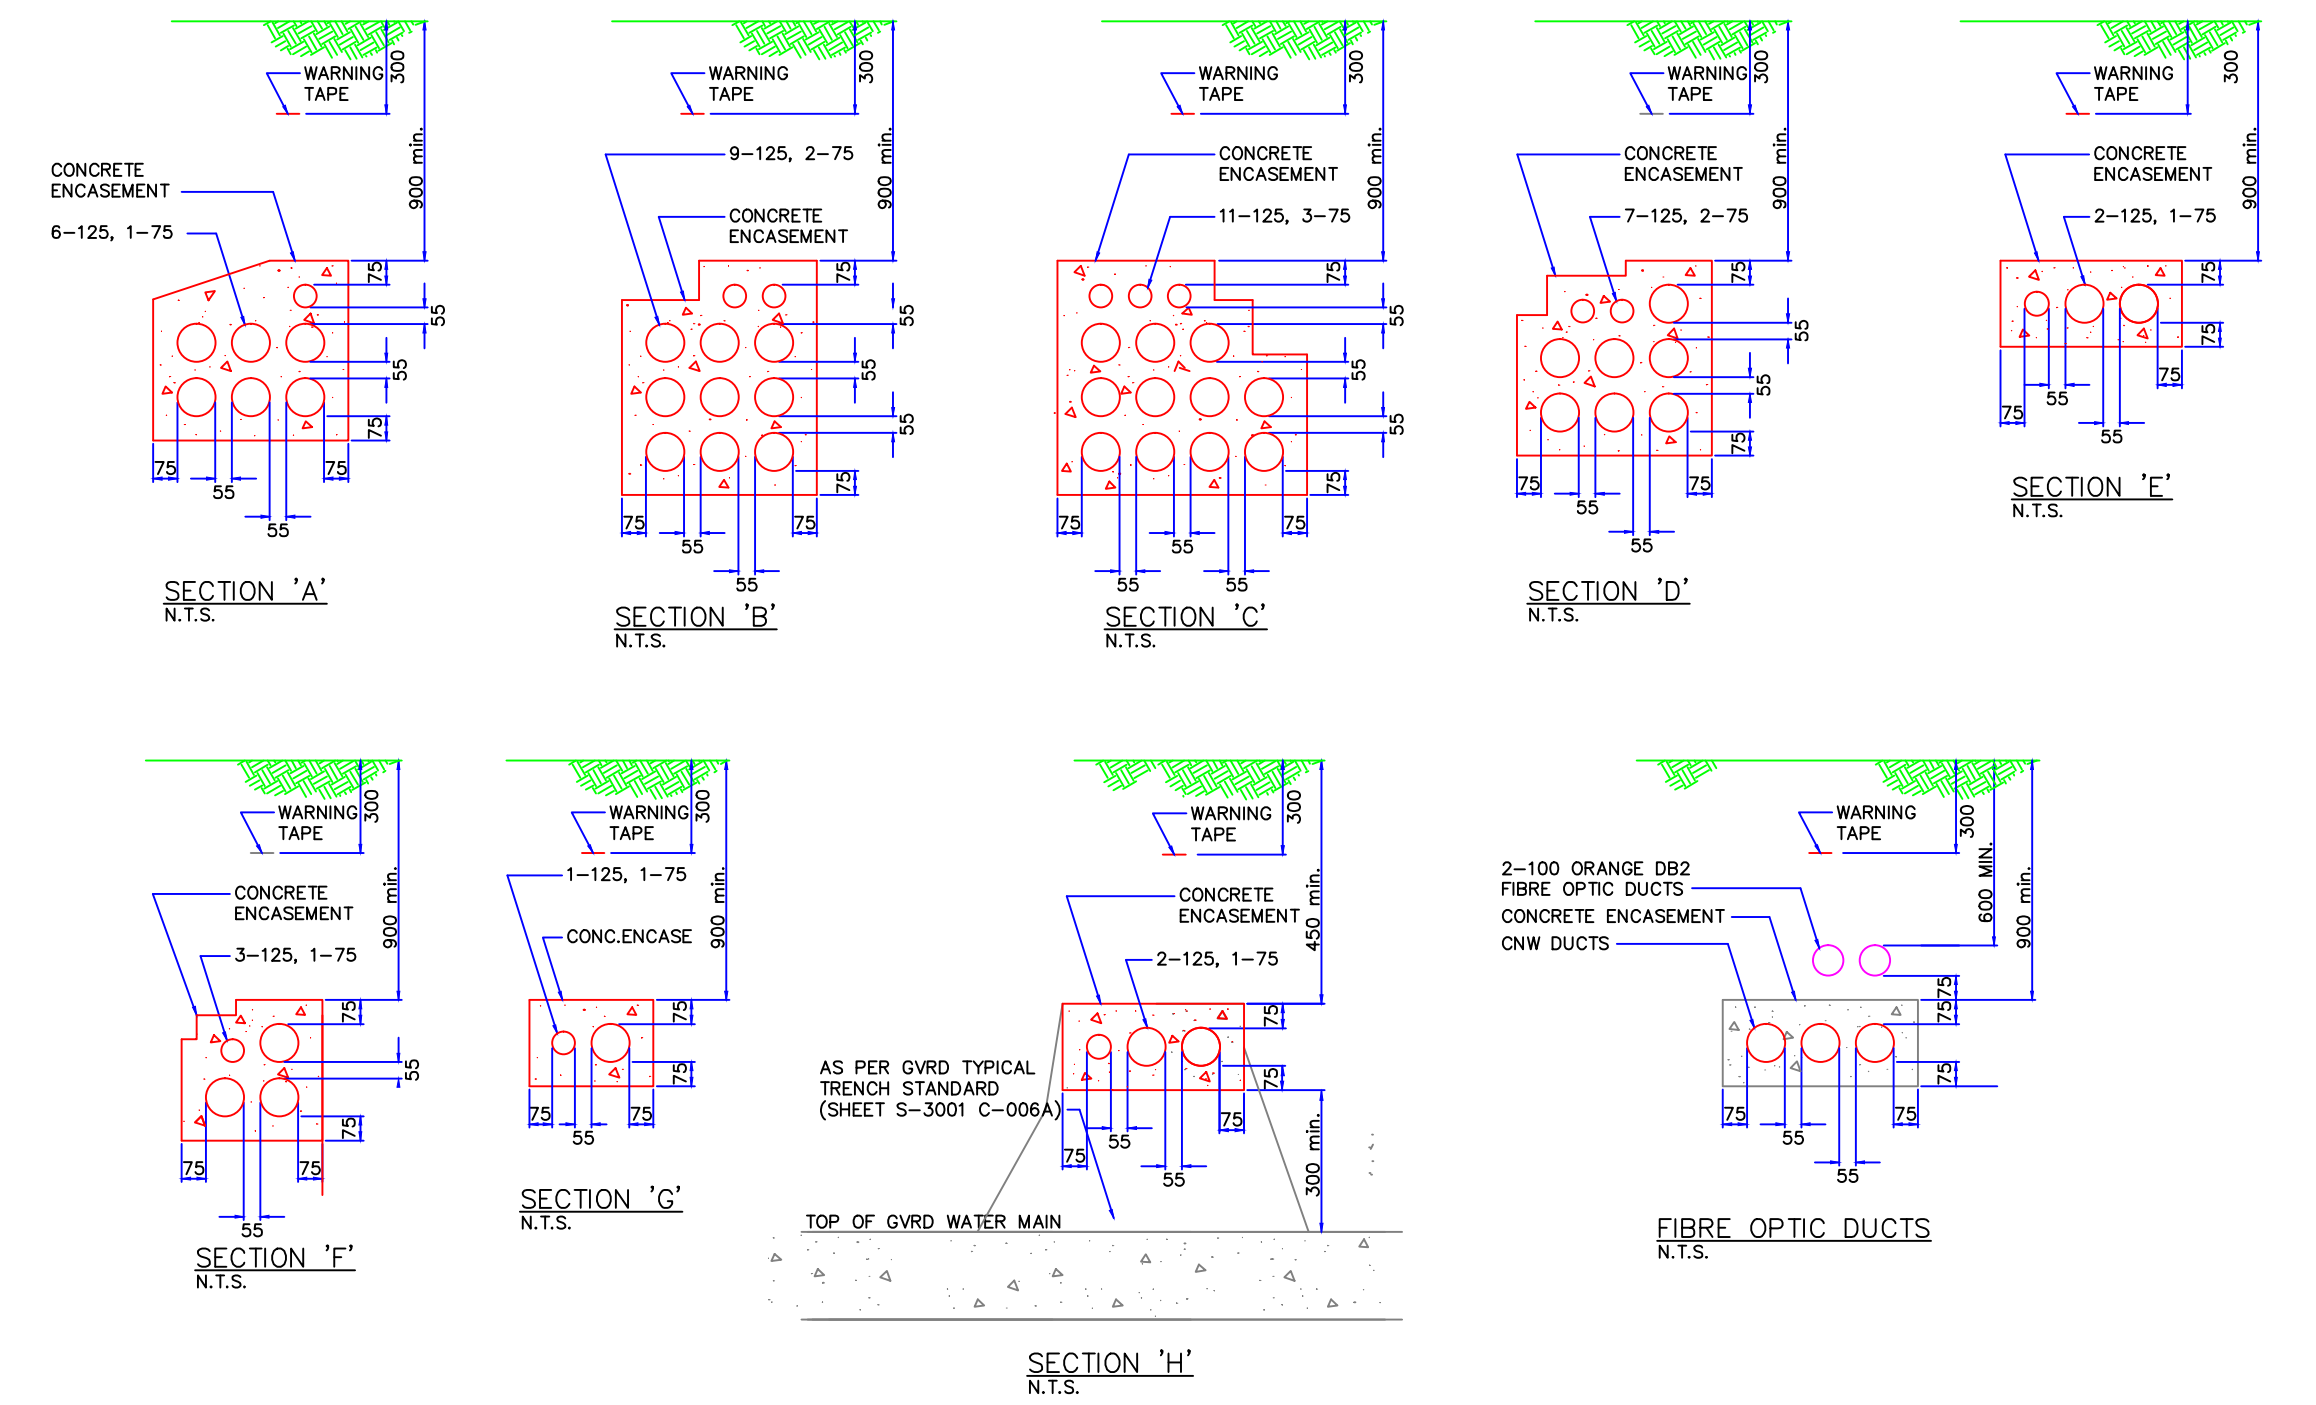 WARNING
TAPE
300
900 min.
CONCRETE
ENCASEMENT
6-125, 1-75
75
55
55
75
75
55
55
75
SECTION 'A'
N.T.S.
WARNING
TAPE
300
900 min.
9-125, 2-75
CONCRETE
ENCASEMENT
75
55
55
55
75
75
55
55
75
SECTION 'B'
N.T.S.
WARNING
TAPE
300
900 min.
CONCRETE
ENCASEMENT
11-125, 3-75
75
55
55
55
75
75
55
55
55
75
SECTION 'C'
N.T.S.
WARNING
TAPE
300
900 min.
CONCRETE
ENCASEMENT
7-125, 2-75
75
55
55
75
75
55
55
75
SECTION 'D'
N.T.S.
WARNING
TAPE
300
900 min.
CONCRETE
ENCASEMENT
2-125, 1-75
75
75
75
55
55
75
SECTION 'E'
N.T.S.
WARNING
TAPE
300
900 min.
CONCRETE
ENCASEMENT
3-125, 1-75
75
55
75
75
55
75
SECTION 'F'
N.T.S.
WARNING
TAPE
300
900 min.
1-125, 1-75
CONC.ENCASE
75
75
75
55
75
SECTION 'G'
N.T.S.
WARNING
TAPE
300
450 min.
CONCRETE
ENCASEMENT
2-125, 1-75
75
75
75
55
55
75
300 min.
AS PER GVRD TYPICAL
TRENCH STANDARD
(SHEET S-3001 C-006A)
TOP OF GVRD WATER MAIN
SECTION 'H'
N.T.S.
WARNING
TAPE
300
600 MIN.
900 min.
2-100 ORANGE DB2
FIBRE OPTIC DUCTS
CONCRETE ENCASEMENT
CNW DUCTS
75
75
75
75
55
55
75
FIBRE OPTIC DUCTS
N.T.S.